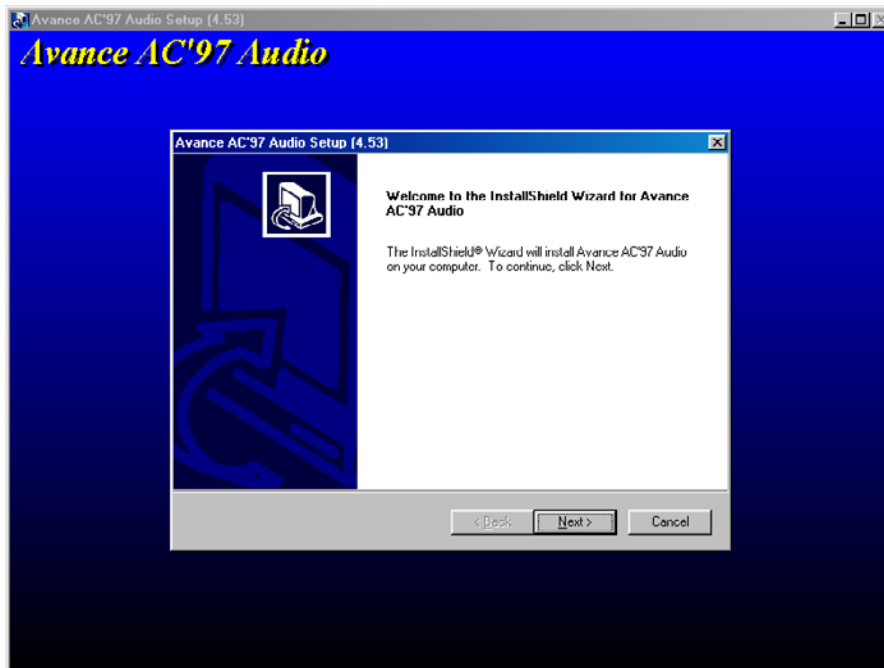 Avance AC'97 Audio Setup (4.53)
Avance AC'97 Audio
Avance AC'97 Audio Setup (4.53)
Welcome to the InstallShield Wizard for Avance
AC'97 Audio
The InstallShield® Wizard will install Avance AC'97 Audio
on your computer. To continue, click Next.
< Back Next > Cancel